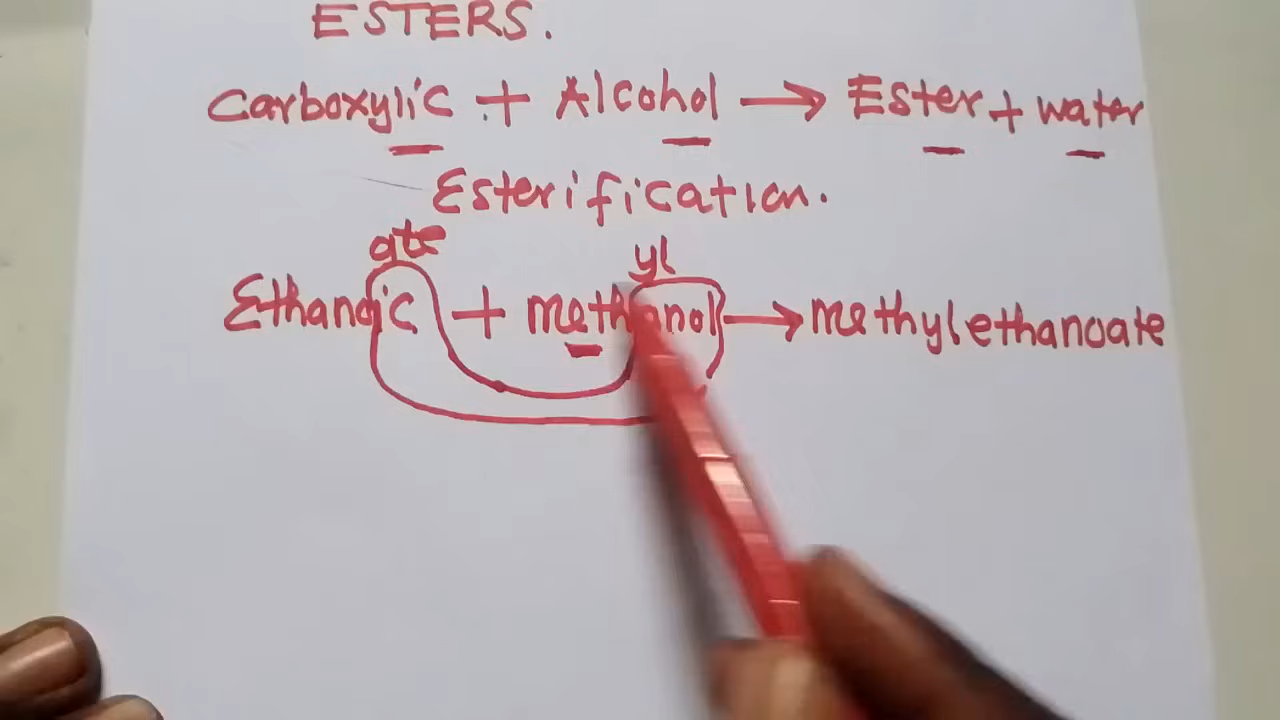 ESTERS.
Carboxylic + Alcohol → Ester + water
Esterification.
ate yl
Ethanoic + methanol → methylethanoate